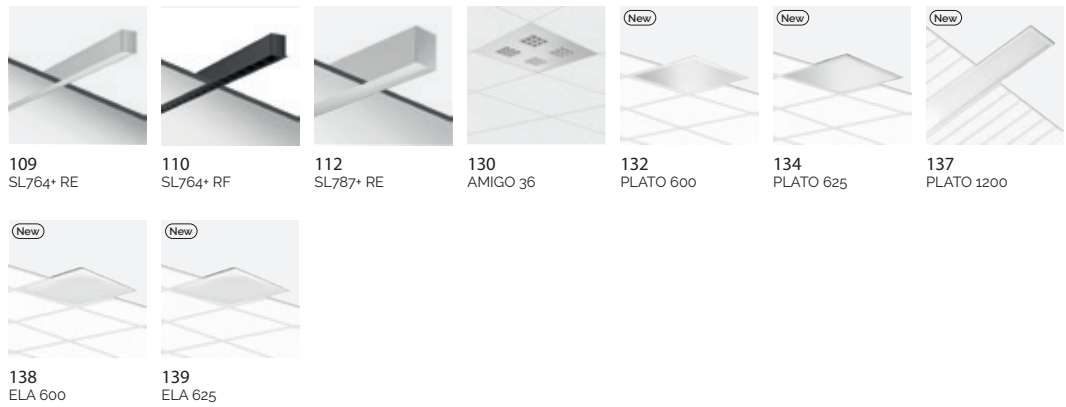 New
New
New
109
SL764+ RE
110
SL764+ RF
112
SL787+ RE
130
AMIGO 36
132
PLATO 600
134
PLATO 625
137
PLATO 1200
New
New
138
ELA 600
139
ELA 625